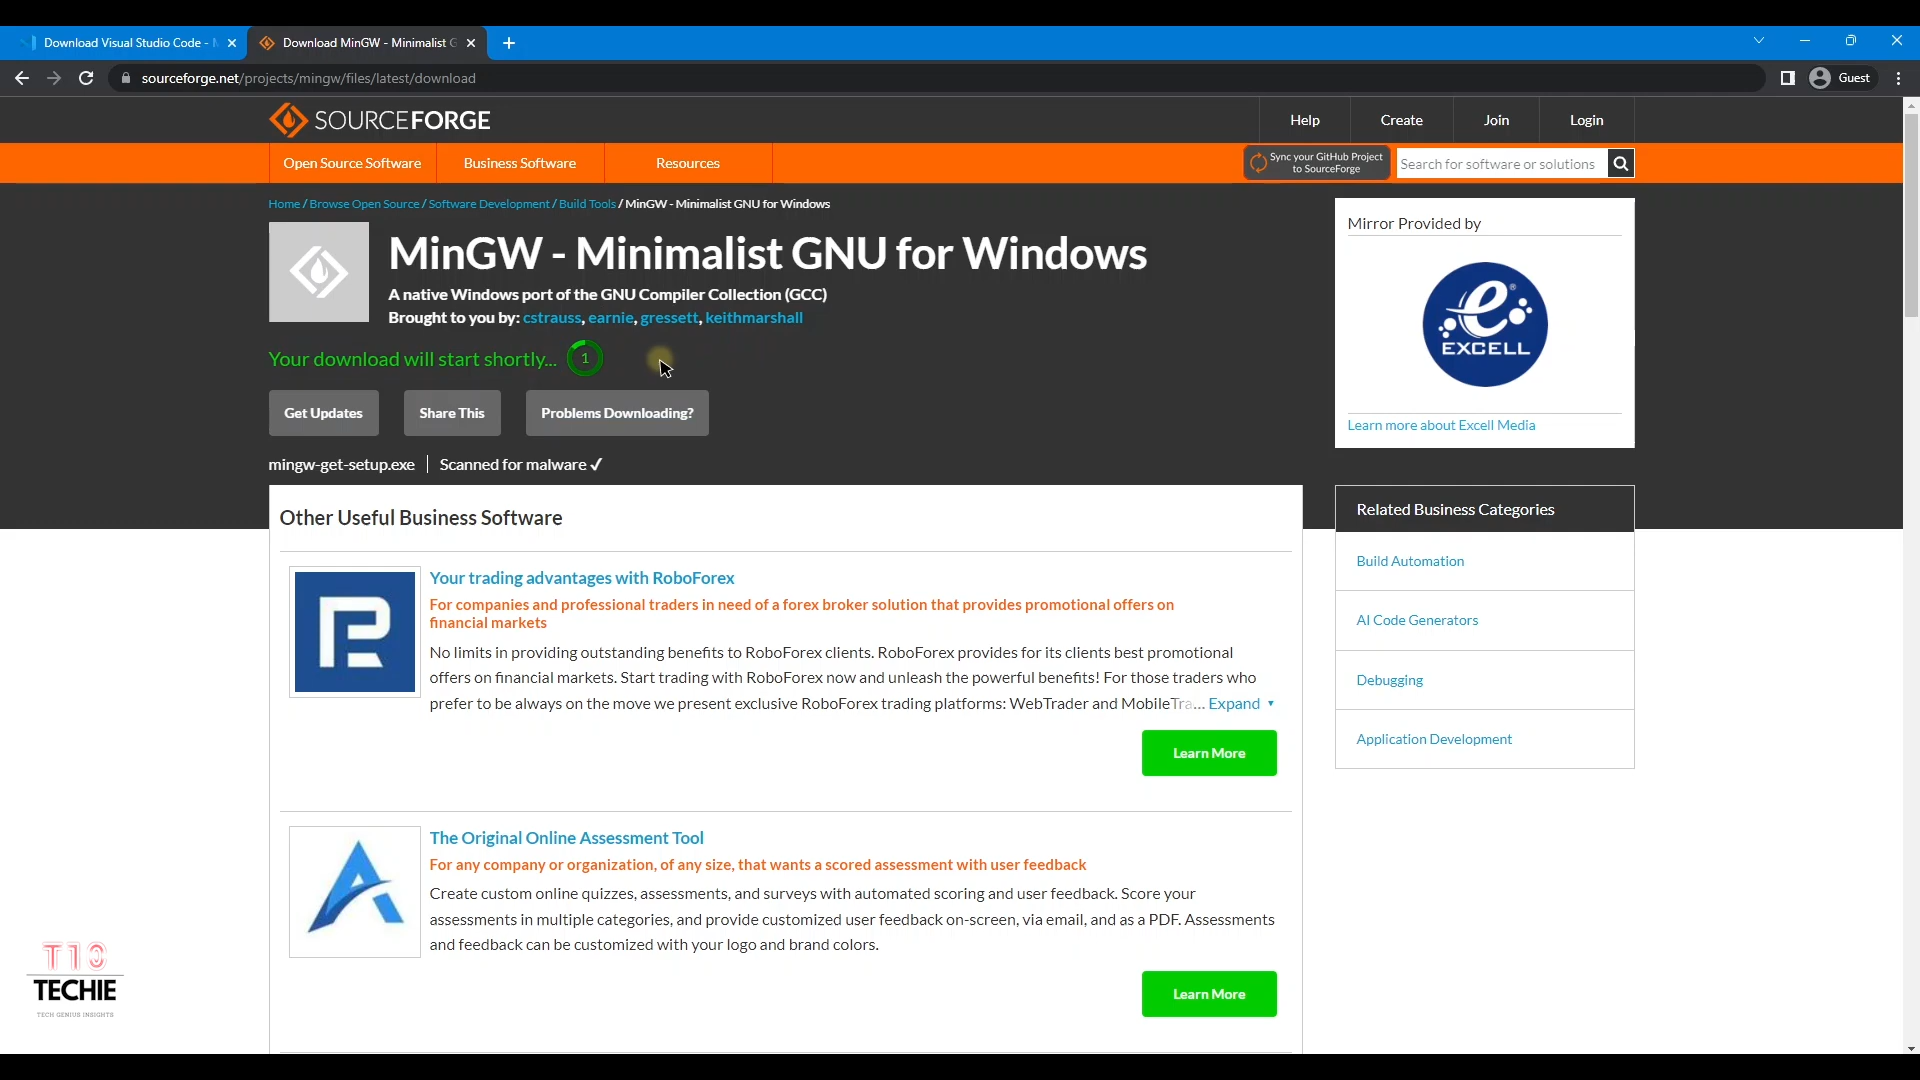 Download Visual Studio Code -
Download MinGW - Minimalist G
sourceforge.net/projects/mingw/files/latest/download
Guest
SOURCEFORGE
Help
Create
Join
Login
Open Source Software
Business Software
Resources
Sync your GitHub Project
to SourceForge
Search for software or solutions
Home / Browse Open Source / Software Development / Build Tools / MinGW - Minimalist GNU for Windows
MinGW - Minimalist GNU for Windows
A native Windows port of the GNU Compiler Collection (GCC)
Brought to you by: cstrauss, earnie, gressett, keithmarshall
Your download will start shortly... 1
Get Updates
Share This
Problems Downloading?
mingw-get-setup.exe | Scanned for malware ✓
Mirror Provided by
e®
EXCELL
Learn more about Excell Media
Other Useful Business Software
Your trading advantages with RoboForex
For companies and professional traders in need of a forex broker solution that provides promotional offers on
financial markets
No limits in providing outstanding benefits to RoboForex clients. RoboForex provides for its clients best promotional
offers on financial markets. Start trading with RoboForex now and unleash the powerful benefits! For those traders who
prefer to be always on the move we present exclusive RoboForex trading platforms: WebTrader and MobileTra... Expand
Learn More
The Original Online Assessment Tool
For any company or organization, of any size, that wants a scored assessment with user feedback
Create custom online quizzes, assessments, and surveys with automated scoring and user feedback. Score your
assessments in multiple categories, and provide customized user feedback on-screen, via email, and as a PDF. Assessments
and feedback can be customized with your logo and brand colors.
Learn More
Related Business Categories
Build Automation
AI Code Generators
Debugging
Application Development
T10
TECHIE
TECH GENIUS INSIGHTS